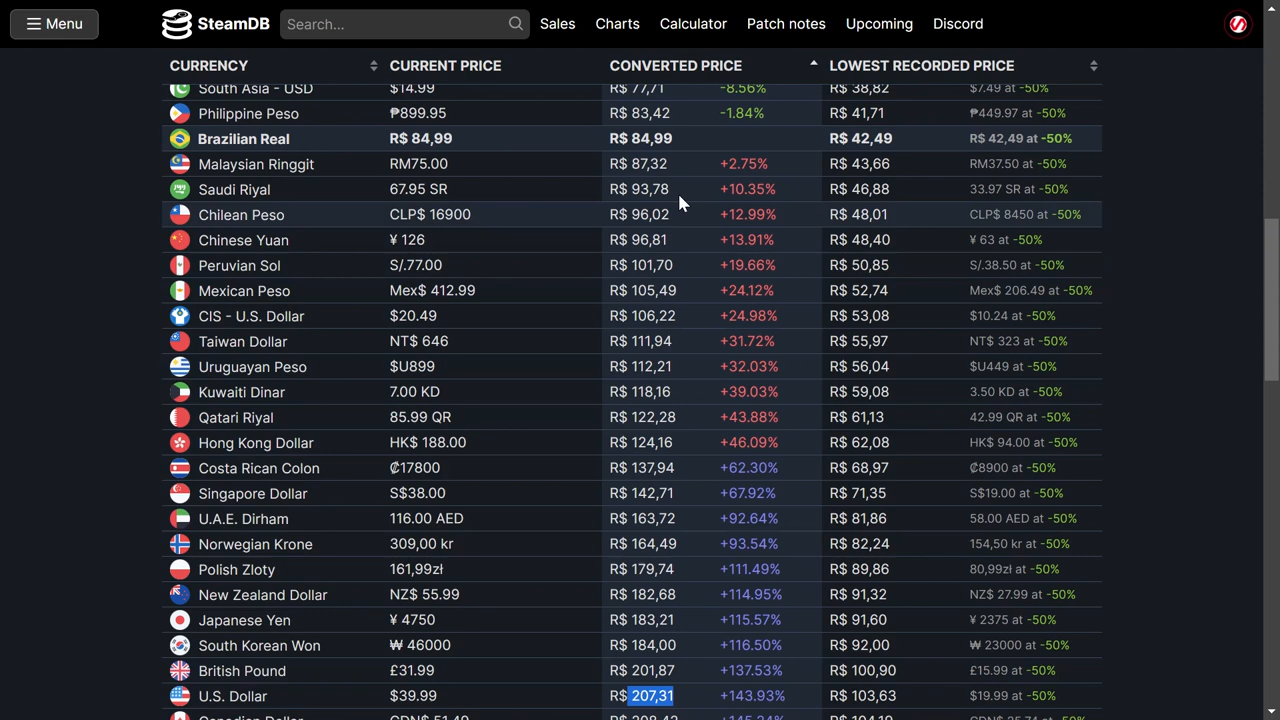 Menu SteamDB Search... Sales Charts Calculator Patch notes Upcoming Discord
CURRENCY CURRENT PRICE CONVERTED PRICE LOWEST RECORDED PRICE
South Asia - USD $14.99 R$ 77,71 -8.56% R$ 38,82 $7.49 at -50%
Philippine Peso ₱899.95 R$ 83,42 -1.84% R$ 41,71 ₱449.97 at -50%
Brazilian Real R$ 84,99 R$ 84,99 R$ 42,49 R$ 42,49 at -50%
Malaysian Ringgit RM75.00 R$ 87,32 +2.75% R$ 43,66 RM37.50 at -50%
Saudi Riyal 67.95 SR R$ 93,78 +10.35% R$ 46,88 33.97 SR at -50%
Chilean Peso CLP$ 16900 R$ 96,02 +12.99% R$ 48,01 CLP$ 8450 at -50%
Chinese Yuan ¥ 126 R$ 96,81 +13.91% R$ 48,40 ¥ 63 at -50%
Peruvian Sol S/.77.00 R$ 101,70 +19.66% R$ 50,85 S/.38.50 at -50%
Mexican Peso Mex$ 412.99 R$ 105,49 +24.12% R$ 52,74 Mex$ 206.49 at -50%
CIS - U.S. Dollar $20.49 R$ 106,22 +24.98% R$ 53,08 $10.24 at -50%
Taiwan Dollar NT$ 646 R$ 111,94 +31.72% R$ 55,97 NT$ 323 at -50%
Uruguayan Peso $U899 R$ 112,21 +32.03% R$ 56,04 $U449 at -50%
Kuwaiti Dinar 7.00 KD R$ 118,16 +39.03% R$ 59,08 3.50 KD at -50%
Qatari Riyal 85.99 QR R$ 122,28 +43.88% R$ 61,13 42.99 QR at -50%
Hong Kong Dollar HK$ 188.00 R$ 124,16 +46.09% R$ 62,08 HK$ 94.00 at -50%
Costa Rican Colon ₡17800 R$ 137,94 +62.30% R$ 68,97 ₡8900 at -50%
Singapore Dollar S$38.00 R$ 142,71 +67.92% R$ 71,35 S$19.00 at -50%
U.A.E. Dirham 116.00 AED R$ 163,72 +92.64% R$ 81,86 58.00 AED at -50%
Norwegian Krone 309,00 kr R$ 164,49 +93.54% R$ 82,24 154,50 kr at -50%
Polish Zloty 161,99zł R$ 179,74 +111.49% R$ 89,86 80,99zł at -50%
New Zealand Dollar NZ$ 55.99 R$ 182,68 +114.95% R$ 91,32 NZ$ 27.99 at -50%
Japanese Yen ¥ 4750 R$ 183,21 +115.57% R$ 91,60 ¥ 2375 at -50%
South Korean Won ₩ 46000 R$ 184,00 +116.50% R$ 92,00 ₩ 23000 at -50%
British Pound £31.99 R$ 201,87 +137.53% R$ 100,90 £15.99 at -50%
U.S. Dollar $39.99 R$ 207,31 +143.93% R$ 103,63 $19.99 at -50%